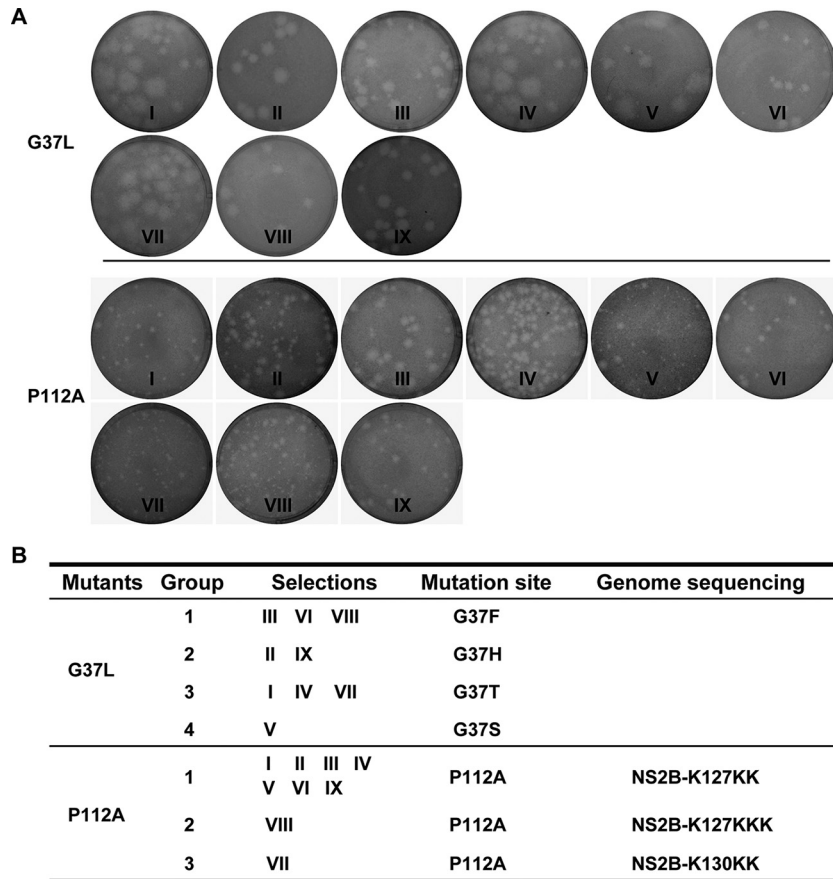 A
I II III IV V VI
G37L
VII VIII IX
I II III IV V VI
P112A
VII VIII IX
B
Mutants Group Selections Mutation site Genome sequencing
1 III VI VIII G37F
2 II IX G37H
G37L
3 I IV VII G37T
4 V G37S
I II III IV
1 P112A NS2B-K127KK
V VI IX
P112A
2 VIII P112A NS2B-K127KKK
3 VII P112A NS2B-K130KK